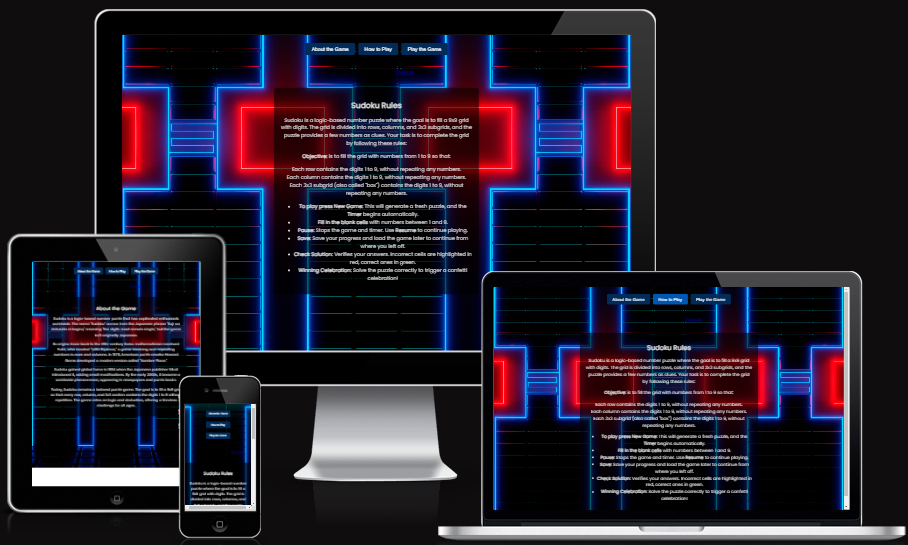 About the Game How to Play Play the Game
Sudoku Rules
Sudoku is a logic-based number puzzle where the goal is to fill a 9x9 grid
with digits. The grid is divided into rows, columns, and 3x3 subgrids, and the
puzzle provides a few numbers as clues. Your task is to complete the grid
by following these rules:
Objective: is to fill the grid with numbers from 1 to 9 so that:
Each row contains the digits 1 to 9, without repeating any numbers.
Each column contains the digits 1 to 9, without repeating any numbers.
Each 3x3 subgrid (also called "box") contains the digits 1 to 9, without
repeating any numbers.
To play press New Game: This will generate a fresh puzzle, and the
Timer begins automatically.
Fill in the blank cells with numbers between 1 and 9.
Pause: Stops the game and timer. Use Resume to continue playing.
Save: Save your progress and load the game later to continue from
where you left off.
Check Solution: Verifies your answers. Incorrect cells are highlighted in
red, correct ones in green.
Winning Celebration: Solve the puzzle correctly to trigger a confetti
celebration!
About the Game How to Play Play the Game
About the Game
About the Game
How to Play
Play the Game
Sudoku Rules
Sudoku is a logic-based number
puzzle where the goal is to fill a
9x9 grid with digits. The grid is
divided into rows, columns, and
About the Game How to Play Play the Game
Sudoku Rules
Sudoku is a logic-based number puzzle where the goal is to fill a 9x9 grid
with digits. The grid is divided into rows, columns, and 3x3 subgrids, and the
puzzle provides a few numbers as clues. Your task is to complete the grid
by following these rules:
Objective: is to fill the grid with numbers from 1 to 9 so that:
Each row contains the digits 1 to 9, without repeating any numbers.
Each column contains the digits 1 to 9, without repeating any numbers.
Each 3x3 subgrid (also called "box") contains the digits 1 to 9, without
repeating any numbers.
To play press New Game: This will generate a fresh puzzle, and the
Timer begins automatically.
Fill in the blank cells with numbers between 1 and 9.
Pause: Stops the game and timer. Use Resume to continue playing.
Save: Save your progress and load the game later to continue from
where you left off.
Check Solution: Verifies your answers. Incorrect cells are highlighted in
red, correct ones in green.
Winning Celebration: Solve the puzzle correctly to trigger a confetti
celebration!